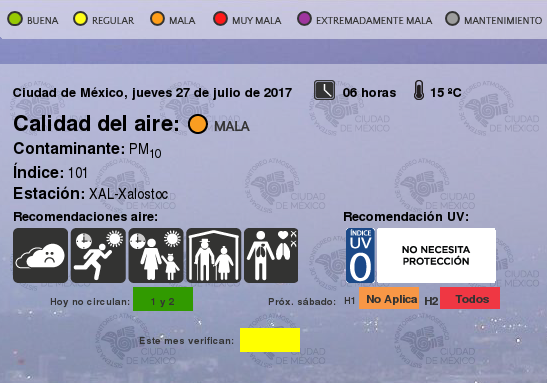 BUENA REGULAR MALA MUY MALA EXTREMADAMENTE MALA MANTENIMIENTO
Ciudad de México, jueves 27 de julio de 2017 06 horas 15 ºC
Calidad del aire: MALA
Contaminante: PM10
Índice: 101
Estación: XAL-Xalostoc
Recomendaciones aire: Recomendación UV:
ÍNDICE
UV
0
NO NECESITA
PROTECCIÓN
Hoy no circulan: 1 y 2 Próx. sábado: H1 No Aplica H2 Todos
Este mes verifican:
CIUDAD
DE MÉXICO